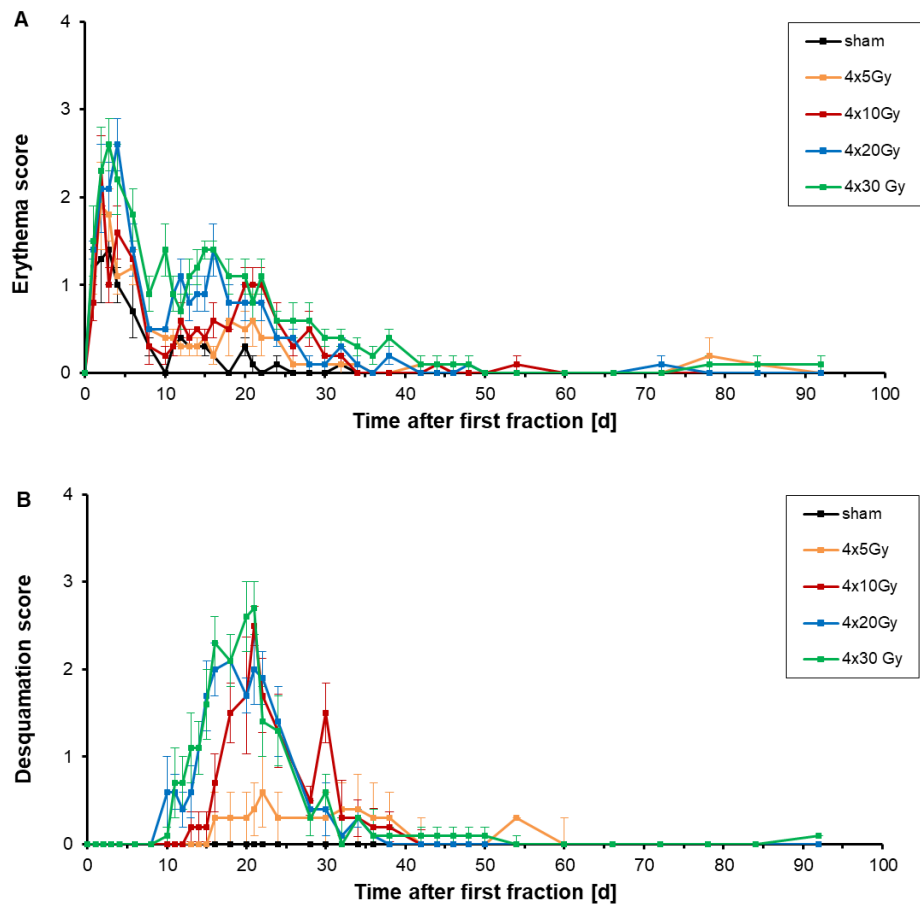 A
4
3
2
1
0
Erythema score
0 10 20 30 40 50 60 70 80 90 100
Time after first fraction [d]
sham
4x5Gy
4x10Gy
4x20Gy
4x30 Gy
B
4
3
2
1
0
Desquamation score
0 10 20 30 40 50 60 70 80 90 100
Time after first fraction [d]
sham
4x5Gy
4x10Gy
4x20Gy
4x30 Gy